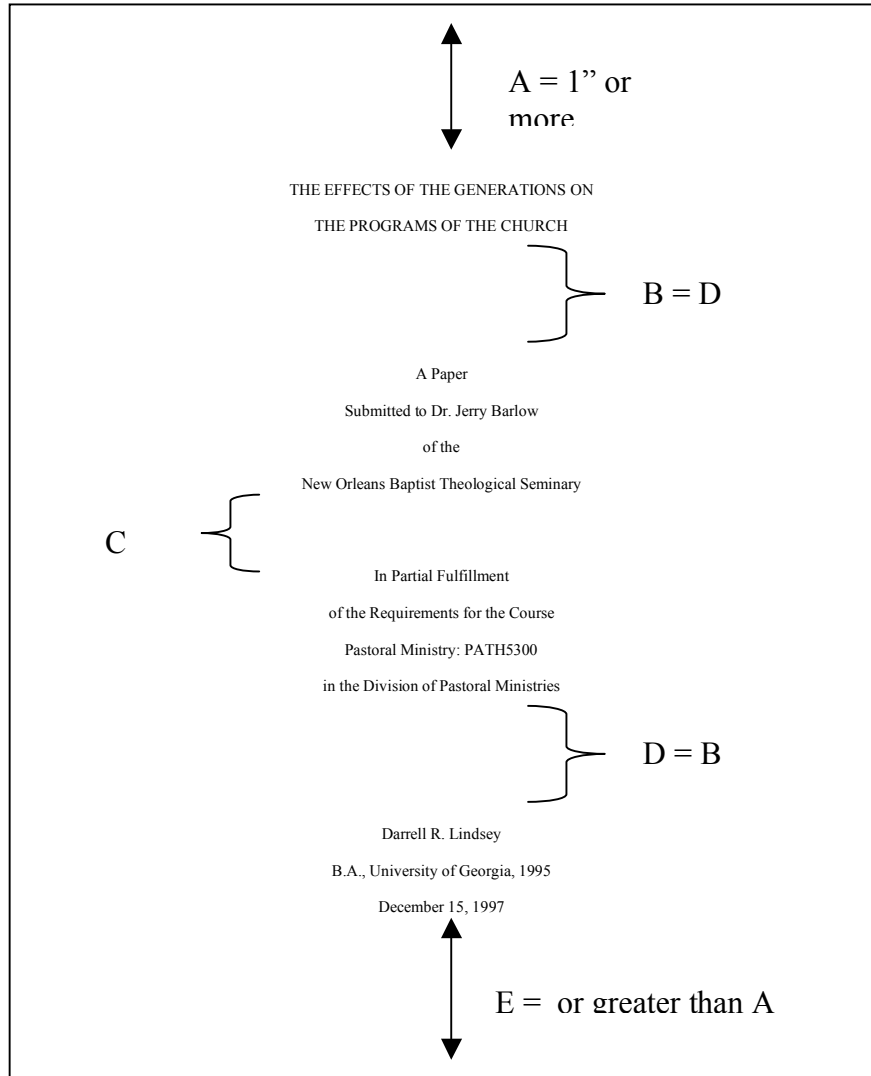 A = 1” or
more
THE EFFECTS OF THE GENERATIONS ON
THE PROGRAMS OF THE CHURCH
B = D
A Paper
Submitted to Dr. Jerry Barlow
of the
New Orleans Baptist Theological Seminary
C
In Partial Fulfillment
of the Requirements for the Course
Pastoral Ministry: PATH5300
in the Division of Pastoral Ministries
D = B
Darrell R. Lindsey
B.A., University of Georgia, 1995
December 15, 1997
E = or greater than A